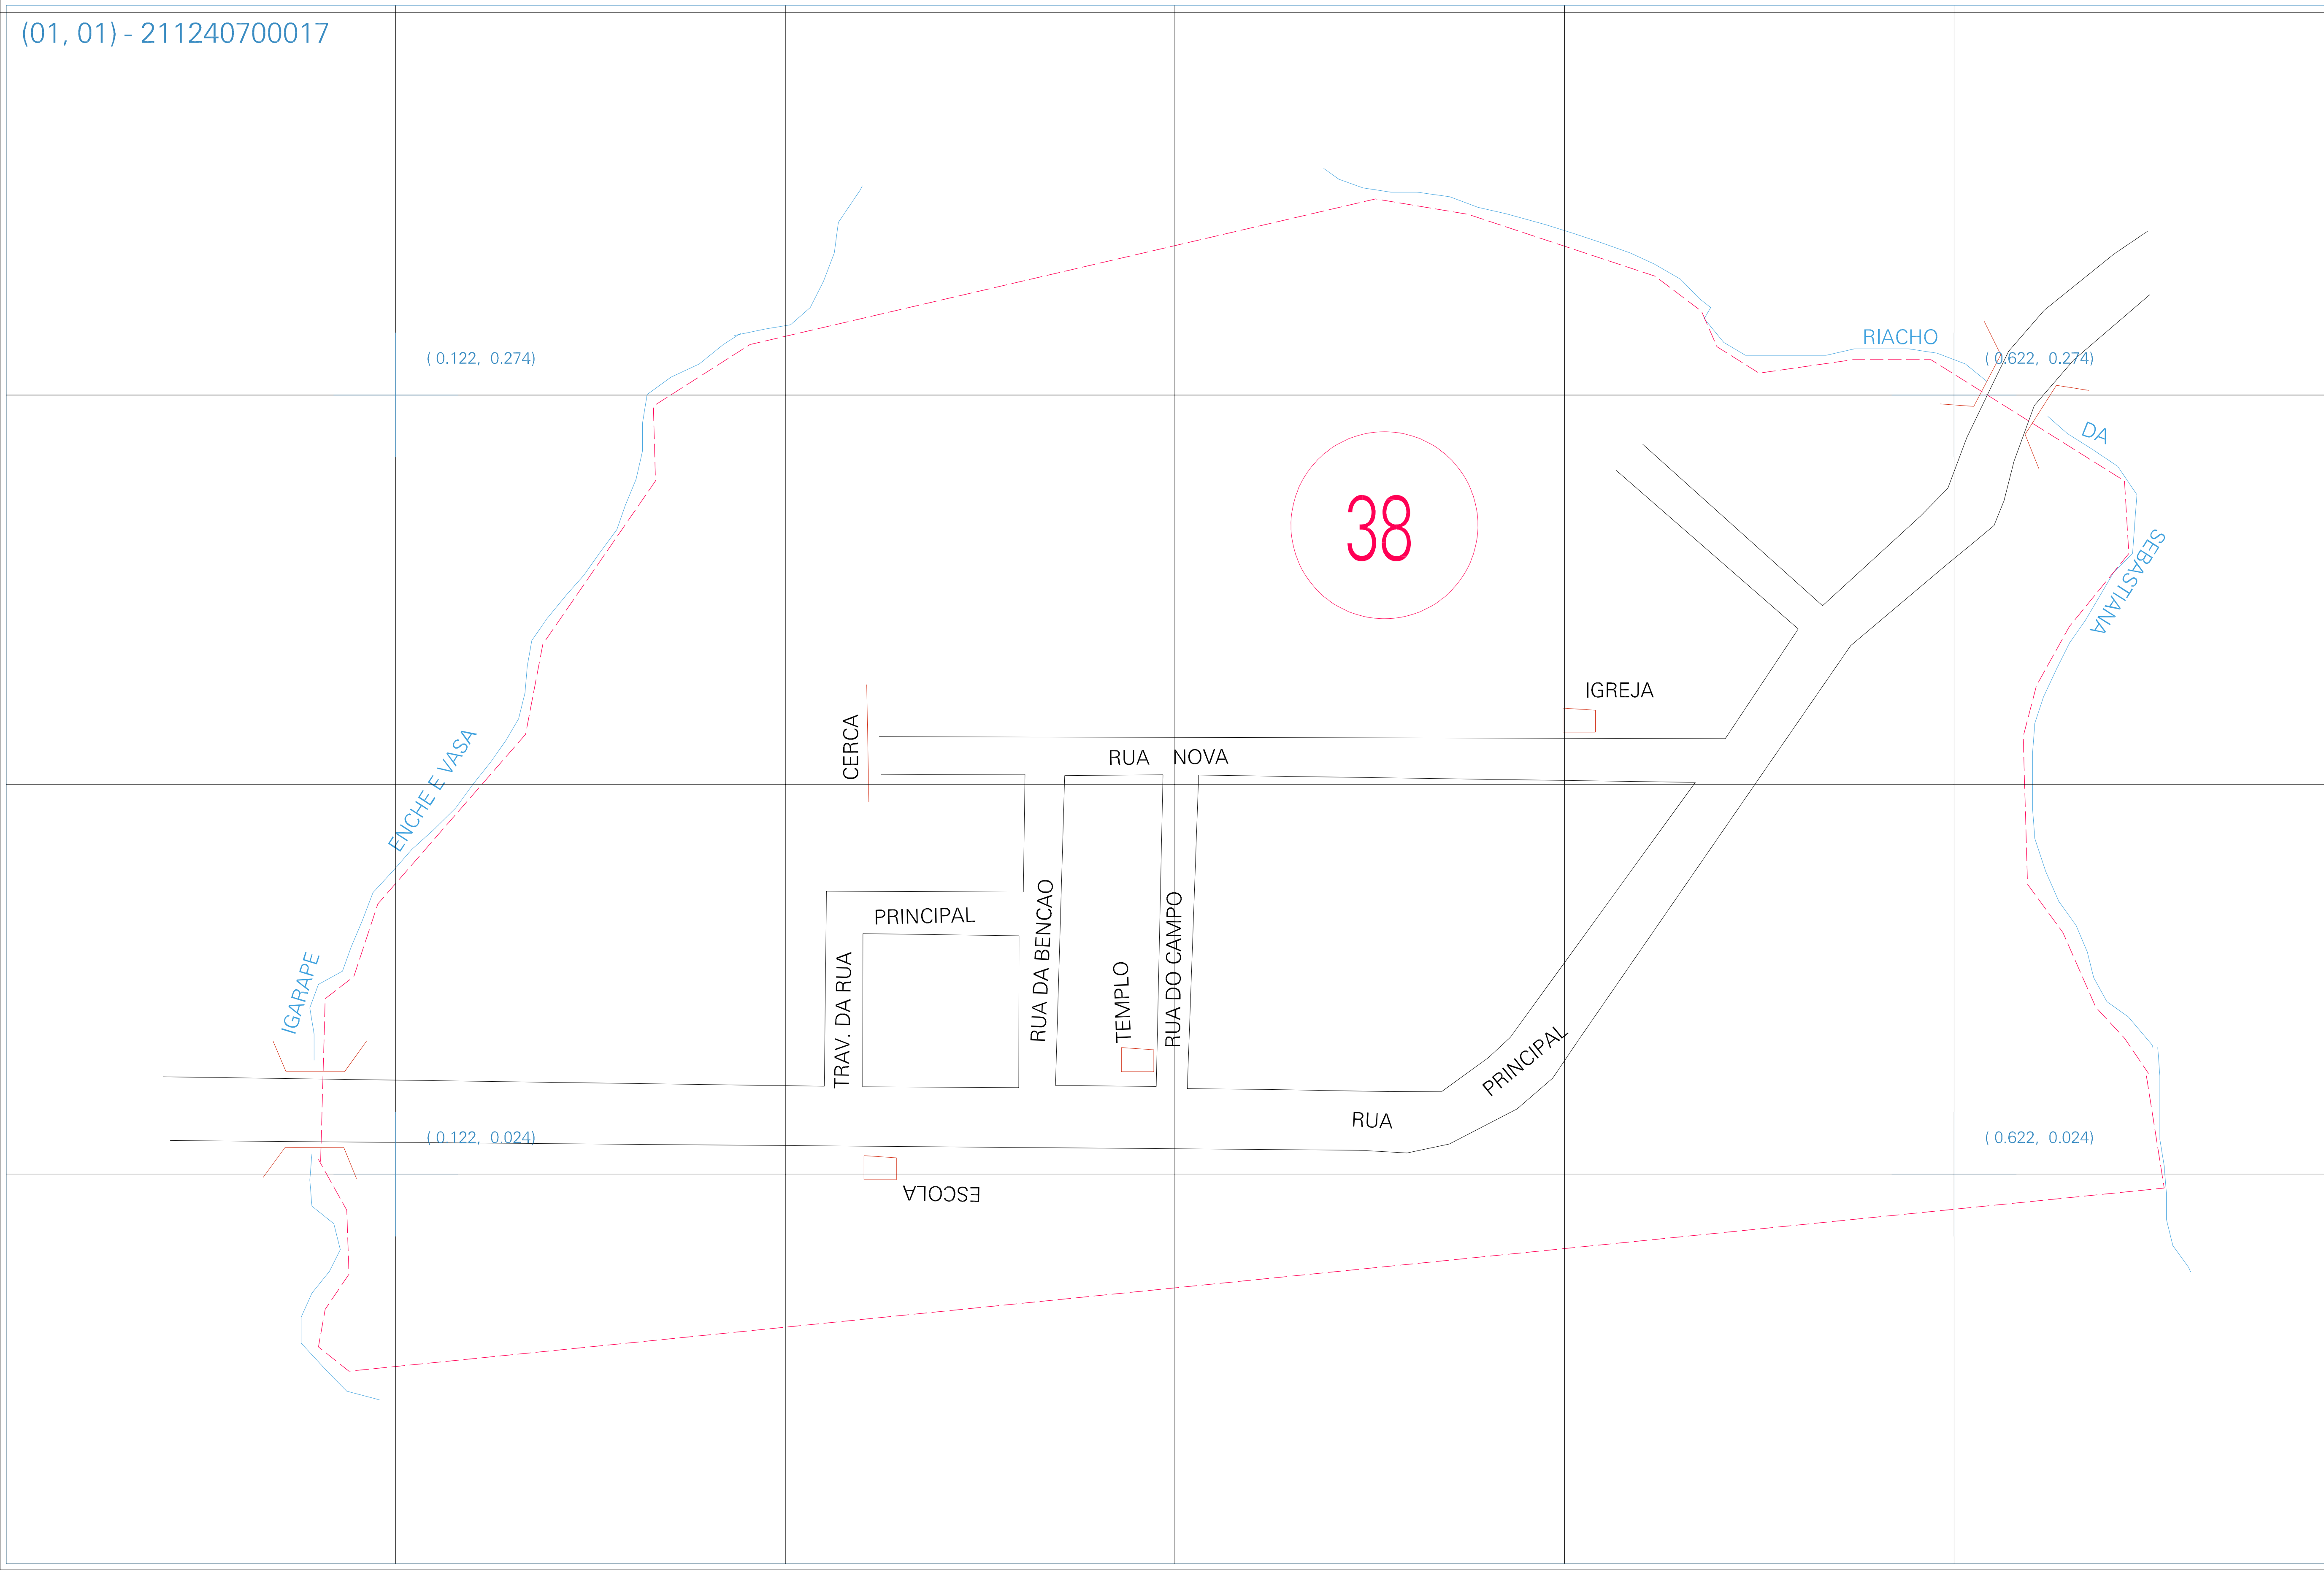 (01, 01) - 211240700017
RIACHO
( 0.122, 0.274)
( 0.622, 0.274)
DA
38
SEBASTIANA
IGREJA
CERCA
RUA NOVA
ENCHE E VASA
PRINCIPAL
RUA DA BENCAO
RUA DO CAMPO
TRAV. DA RUA
TEMPLO
IGARAPE
PRINCIPAL
RUA
( 0.122, 0.024)
( 0.622, 0.024)
ESCOLA